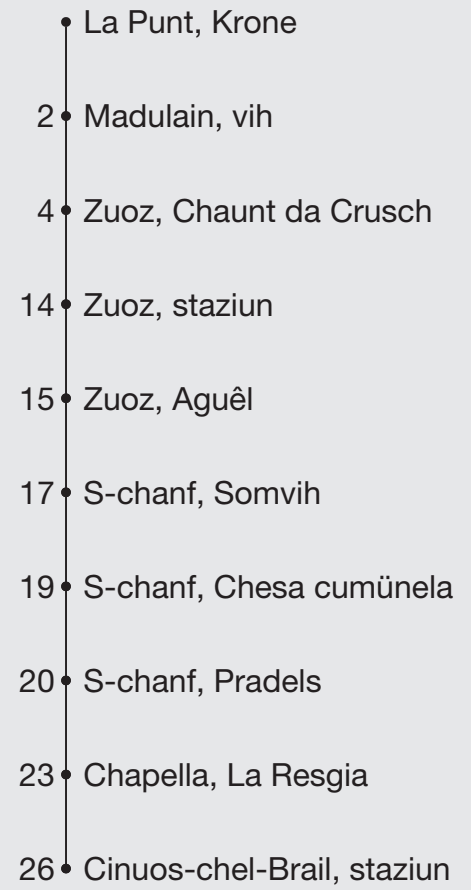 La Punt, Krone
2 Madulain, vih
4 Zuoz, Chaunt da Crusch
14 Zuoz, staziun
15 Zuoz, Aguêl
17 S-chanf, Somvih
19 S-chanf, Chesa cumünela
20 S-chanf, Pradels
23 Chapella, La Resgia
26 Cinuos-chel-Brail, staziun